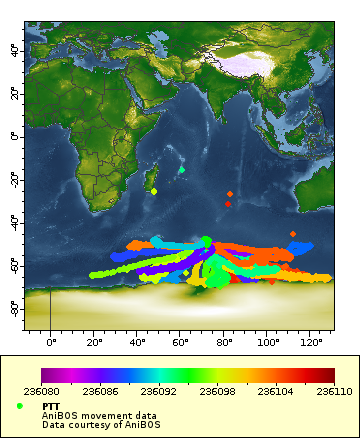 40°
20°
0°
-20°
-40°
-60°
-80°
0° 20° 40° 60° 80° 100° 120°
236080 236086 236092 236098 236104 236110
PTT
AniBOS movement data
Data courtesy of AniBOS